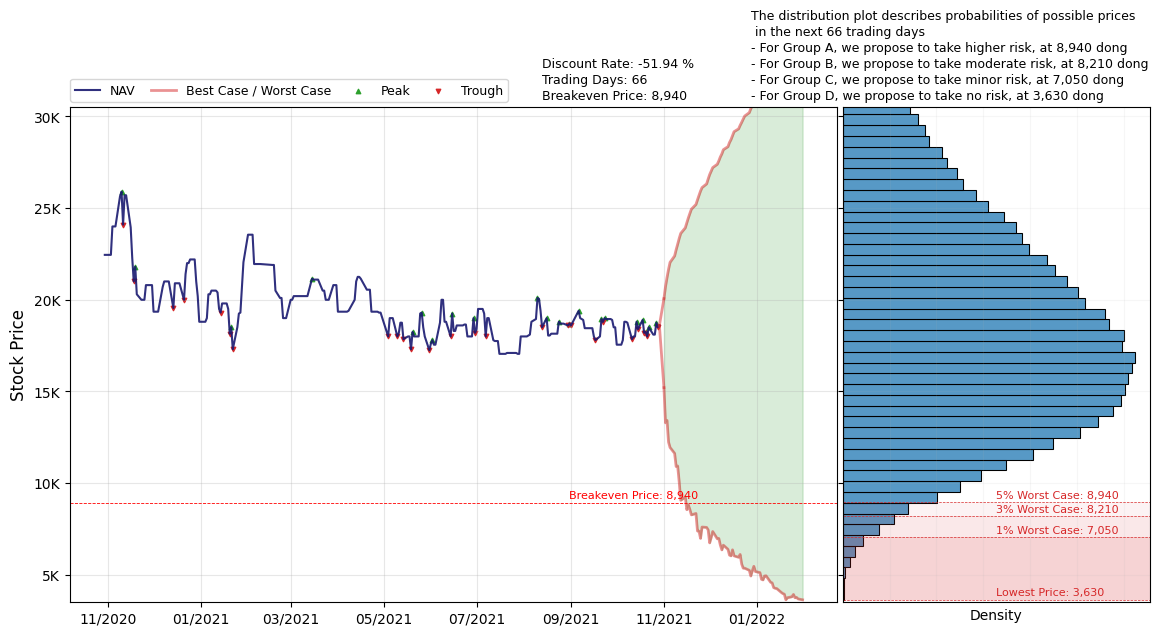 The distribution plot describes probabilities of possible prices
in the next 66 trading days
- For Group A, we propose to take higher risk, at 8,940 dong
- For Group B, we propose to take moderate risk, at 8,210 dong
- For Group C, we propose to take minor risk, at 7,050 dong
- For Group D, we propose to take no risk, at 3,630 dong
Discount Rate: -51.94 %
Trading Days: 66
Breakeven Price: 8,940
NAV
Best Case / Worst Case
Peak
Trough
Stock Price
30K
25K
20K
15K
10K
5K
Breakeven Price: 8,940
11/2020
01/2021
03/2021
05/2021
07/2021
09/2021
11/2021
01/2022
5% Worst Case: 8,940
3% Worst Case: 8,210
1% Worst Case: 7,050
Lowest Price: 3,630
Density